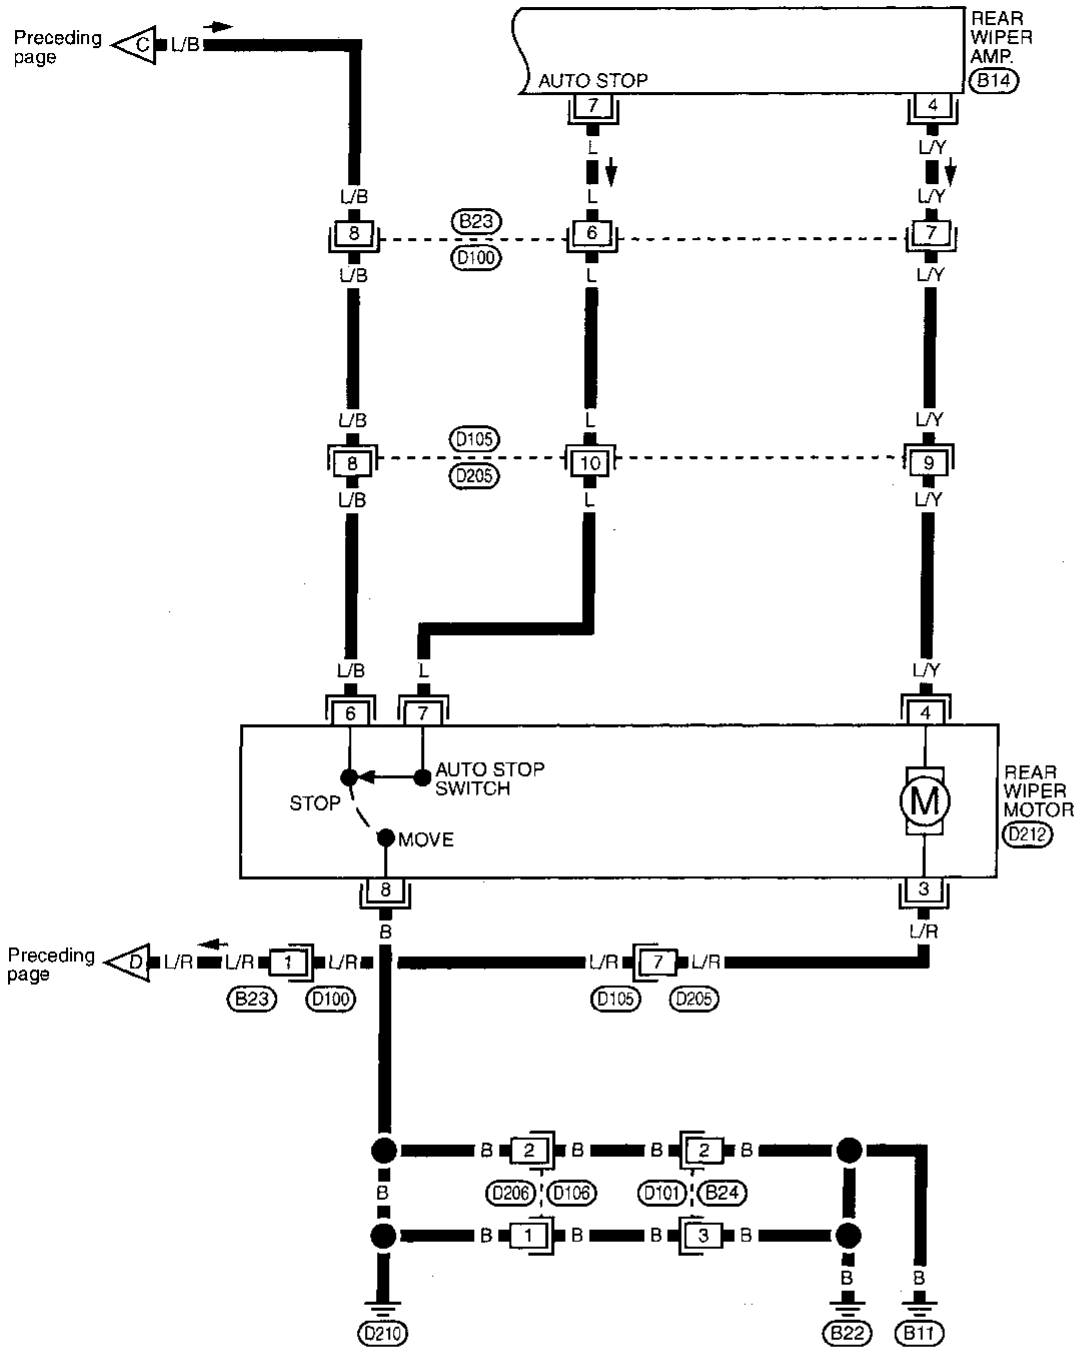 REAR
WIPER
AMP.
B14
Preceding
page
C
L/B
AUTO STOP
7
4
L
L/Y
L/B
L
L/Y
B23
8
6
7
D100
L/B
L
L/Y
L/B
L
L/Y
D105
8
10
9
D205
L/B
L
L/Y
L/B
L
L/Y
6
7
4
AUTO STOP
SWITCH
STOP
MOVE
M
REAR
WIPER
MOTOR
D212
8
3
B
L/R
Preceding
page
D
L/R
L/R
1
L/R
L/R
7
L/R
B23
D100
D105
D205
B
2
B
B
2
B
B
D206
D106
D101
B24
B
1
B
B
3
B
B
B
D210
B22
B11